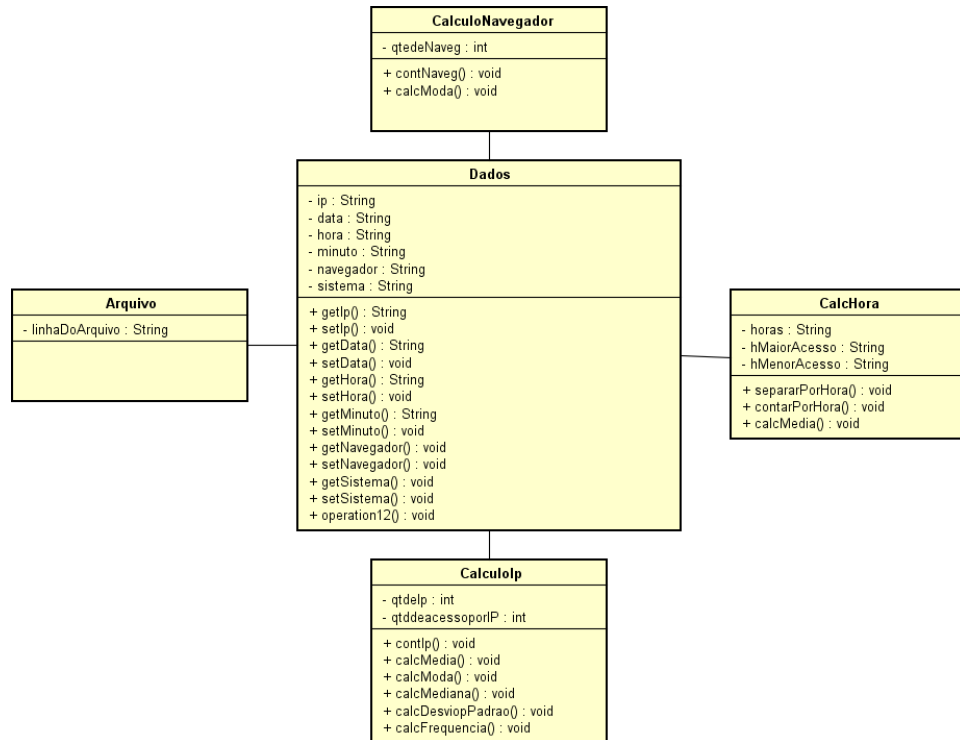 CalculoNavegador
- qtedeNaveg : int
+ contNaveg() : void
+ calcModa() : void
Dados
- ip : String
- data : String
- hora : String
- minuto : String
- navegador : String
- sistema : String
+ getIp() : String
+ setIp() : void
+ getData() : String
+ setData() : void
+ getHora() : String
+ setHora() : void
+ getMinuto() : String
+ setMinuto() : void
+ getNavegador() : void
+ setNavegador() : void
+ getSistema() : void
+ setSistema() : void
+ operation12() : void
Arquivo
- linhaDoArquivo : String
CalcHora
- horas : String
- hMaiorAcesso : String
- hMenorAcesso : String
+ separarPorHora() : void
+ contarPorHora() : void
+ calcMedia() : void
CalculoIp
- qtdeIp : int
- qtddeacessoporIP : int
+ contIp() : void
+ calcMedia() : void
+ calcModa() : void
+ calcMediana() : void
+ calcDesviopPadrao() : void
+ calcFrequencia() : void